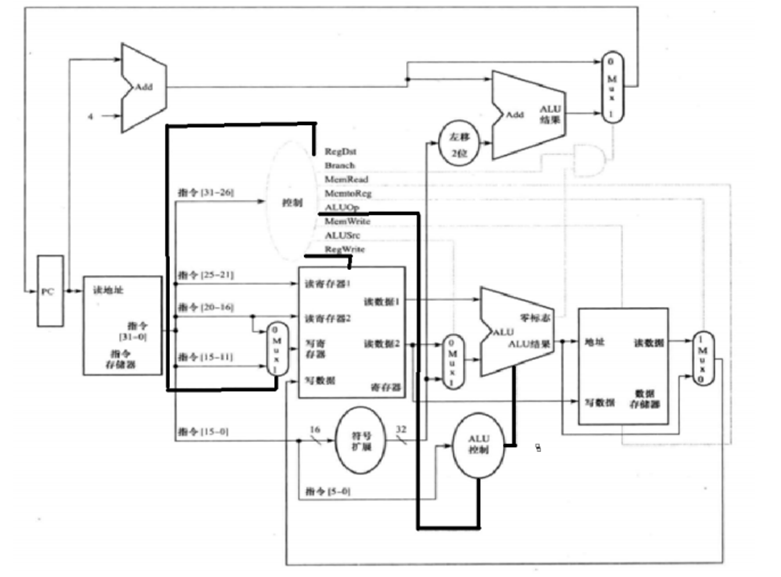 0
M
u
x
1
Add
4
Add
ALU
结果
左移
2位
RegDst
Branch
MemRead
MemtoReg
ALUOp
MemWrite
ALUSrc
RegWrite
控制
指令 [31-26]
指令 [25-21]
指令 [20-16]
指令 [15-11]
指令 [15-0]
指令 [5-0]
PC
读地址
指令
[31-0]
指令
存储器
0
M
u
x
1
读寄存器1
读寄存器2
写寄
存器
写数据
读数据1
读数据2
寄存器
0
M
u
x
1
零标志
ALU
ALU结果
地址
读数据
写数据
数据
存储器
1
M
u
x
0
16
符号
扩展
32
ALU
控制